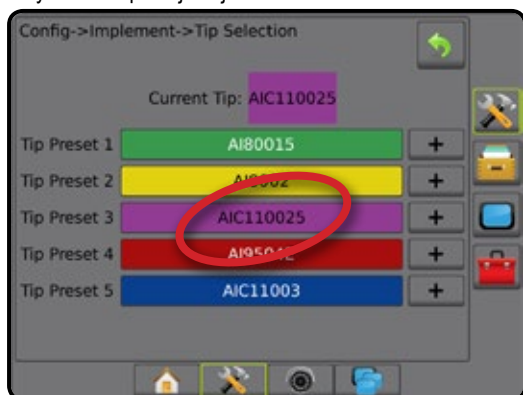 Config->Implement->Tip Selection
Current Tip: AIC110025
Tip Preset 1 AI80015 +
Tip Preset 2 +
Tip Preset 3 AIC110025 +
Tip Preset 4 +
Tip Preset 5 AIC11003 +